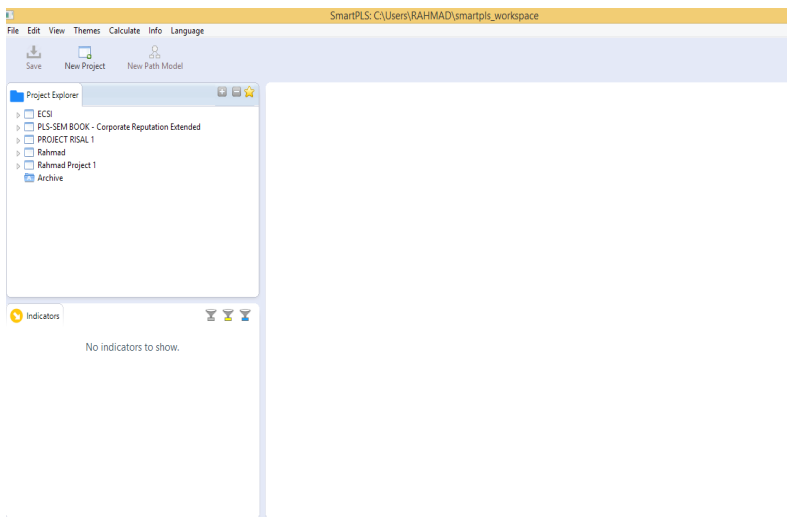 SmartPLS: C:\Users\RAHMAD\smartpls_workspace
File Edit View Themes Calculate Info Language
Save New Project New Path Model
Project Explorer
ECSI
PLS-SEM BOOK - Corporate Reputation Extended
PROJECT RISAL 1
Rahmad
Rahmad Project 1
Archive
Indicators
No indicators to show.